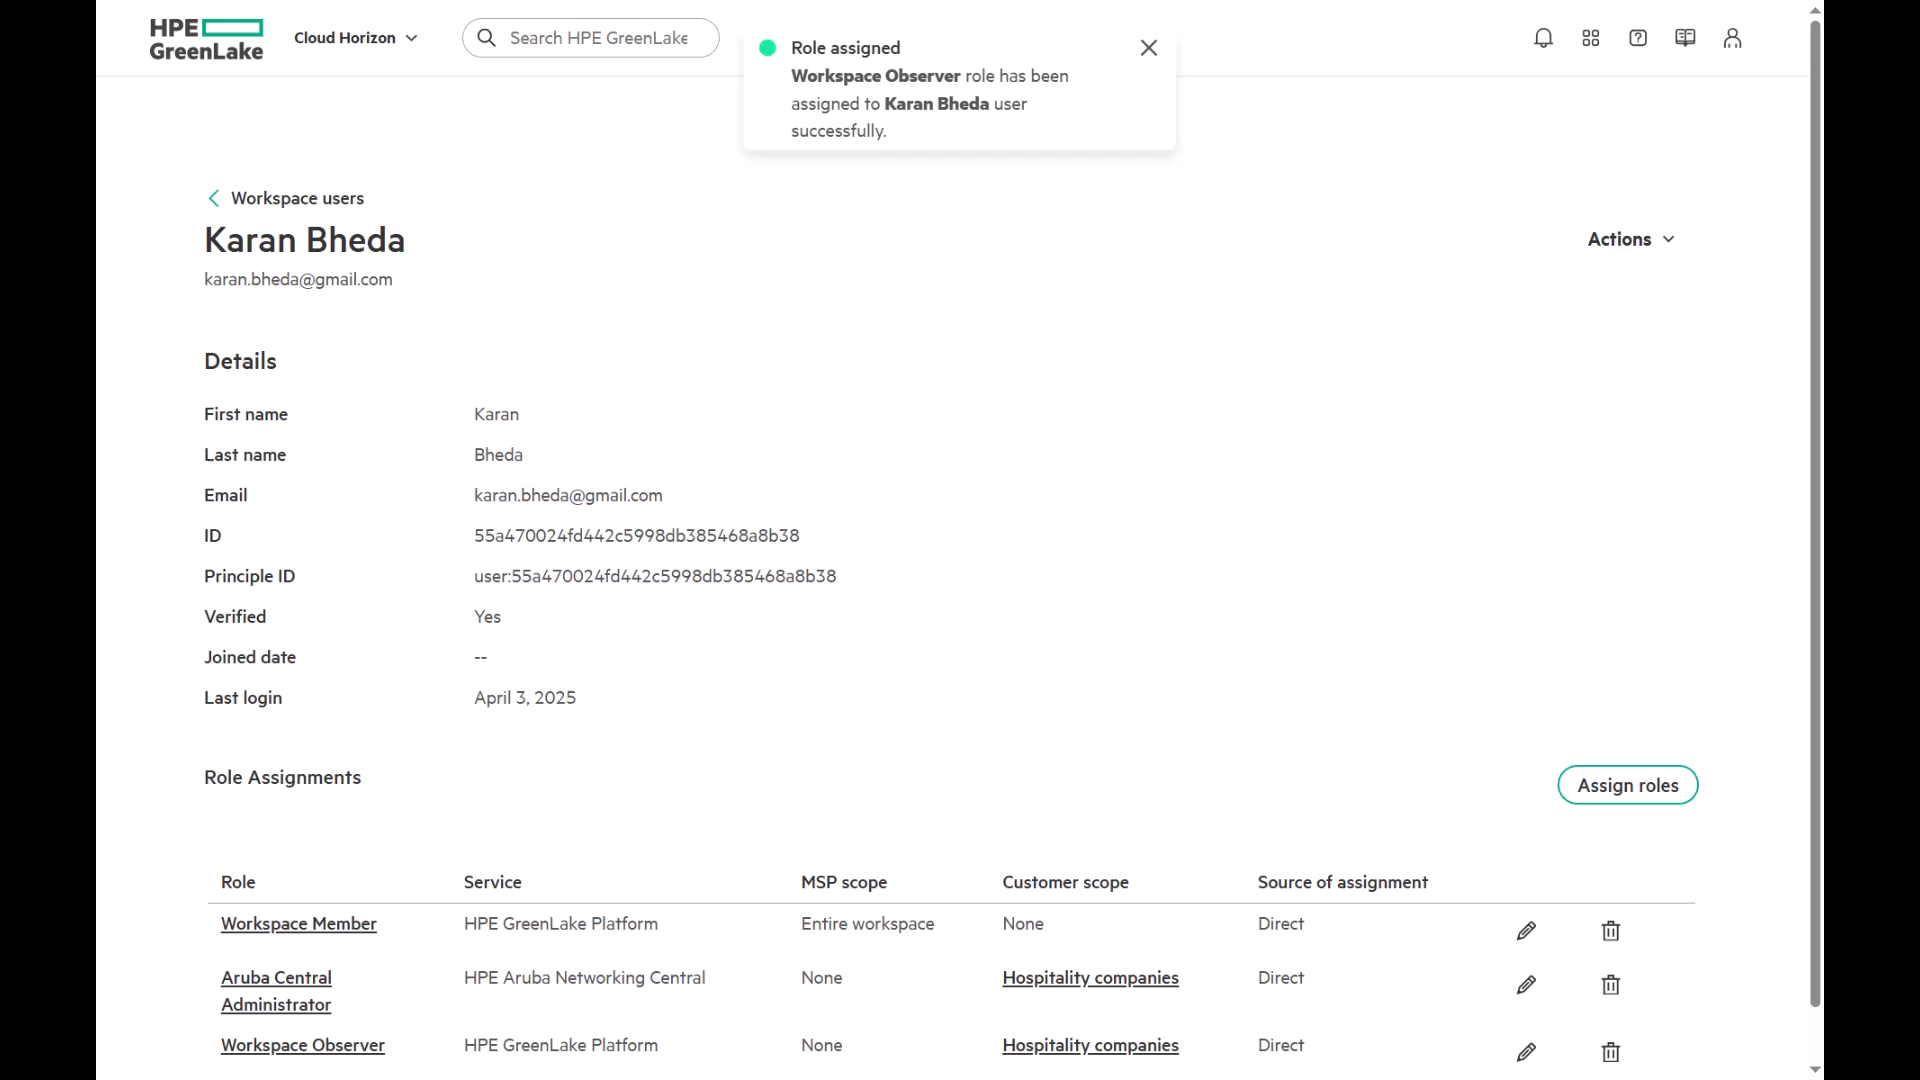 HPE
GreenLake
Cloud Horizon
Search HPE GreenLake
Role assigned
Workspace Observer role has been
assigned to Karan Bheda user
successfully.
Workspace users
Karan Bheda
Actions
karan.bheda@gmail.com
Details
First name Karan
Last name Bheda
Email karan.bheda@gmail.com
ID 55a470024fd442c5998db385468a8b38
Principle ID user:55a470024fd442c5998db385468a8b38
Verified Yes
Joined date --
Last login April 3, 2025
Role Assignments
Assign roles
Role Service MSP scope Customer scope Source of assignment
Workspace Member HPE GreenLake Platform Entire workspace None Direct
Aruba Central HPE Aruba Networking Central None Hospitality companies Direct
Administrator
Workspace Observer HPE GreenLake Platform None Hospitality companies Direct